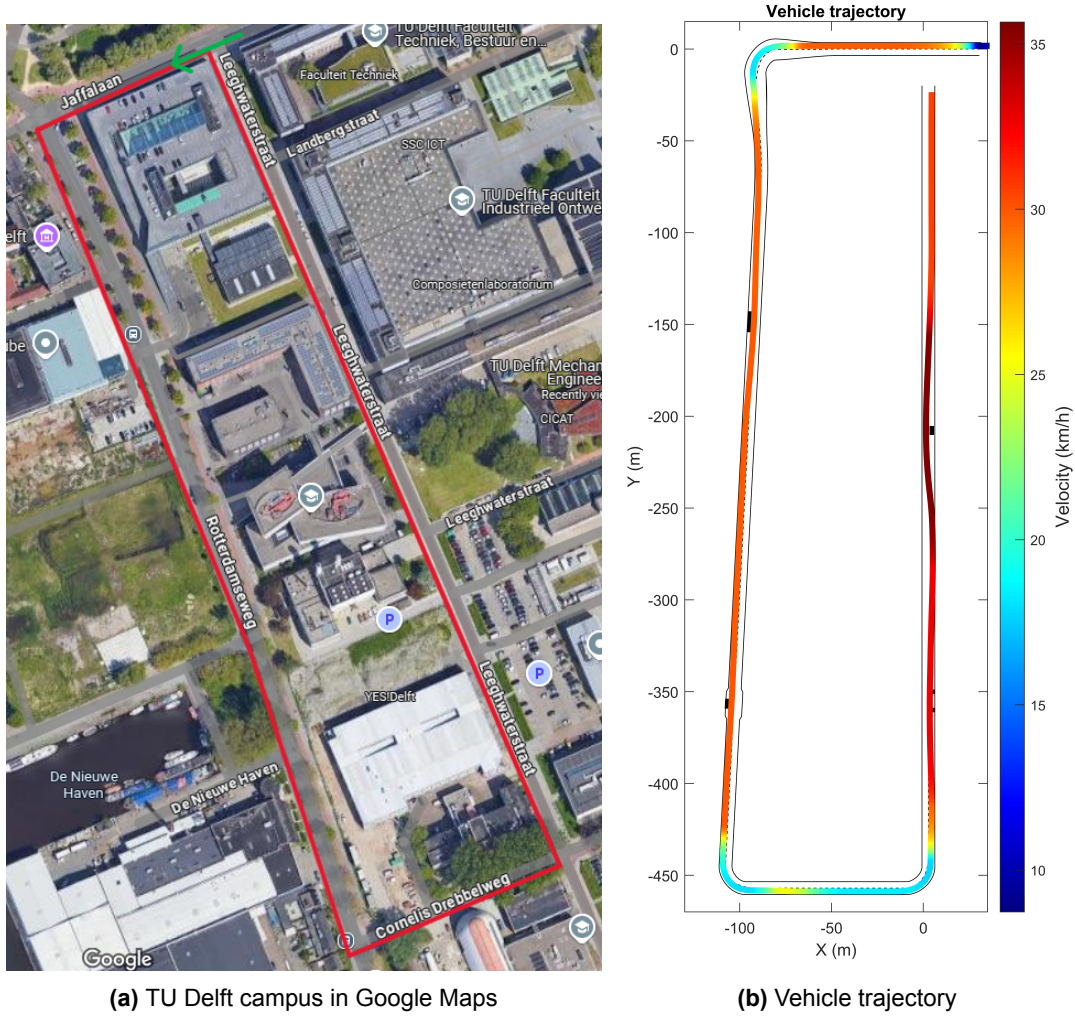 TU Delft Faculteit
Techniek, Bestuur en...
Faculteit Techniek
Jaffalaan
Leeghwaterstraat
Landbergstraat
SSC ICT
TU Delft Faculteit
Industrieel Ontwe
elft
Composietenlaboratorium
ube
Leeghwaterstraat
TU Delft Mechan
Engineer
Recently vie
CICAT
Leeghwaterstraat
Rotterdamseweg
P
P
Leeghwaterstraat
YES!Delft
De Nieuwe
Haven
De Nieuwe Haven
Cornelis Drebbelweg
Google
(a) TU Delft campus in Google Maps
Vehicle trajectory
0
-50
-100
-150
-200
-250
-300
-350
-400
-450
Y (m)
-100
-50
0
X (m)
35
30
25
20
15
10
Velocity (km/h)
(b) Vehicle trajectory